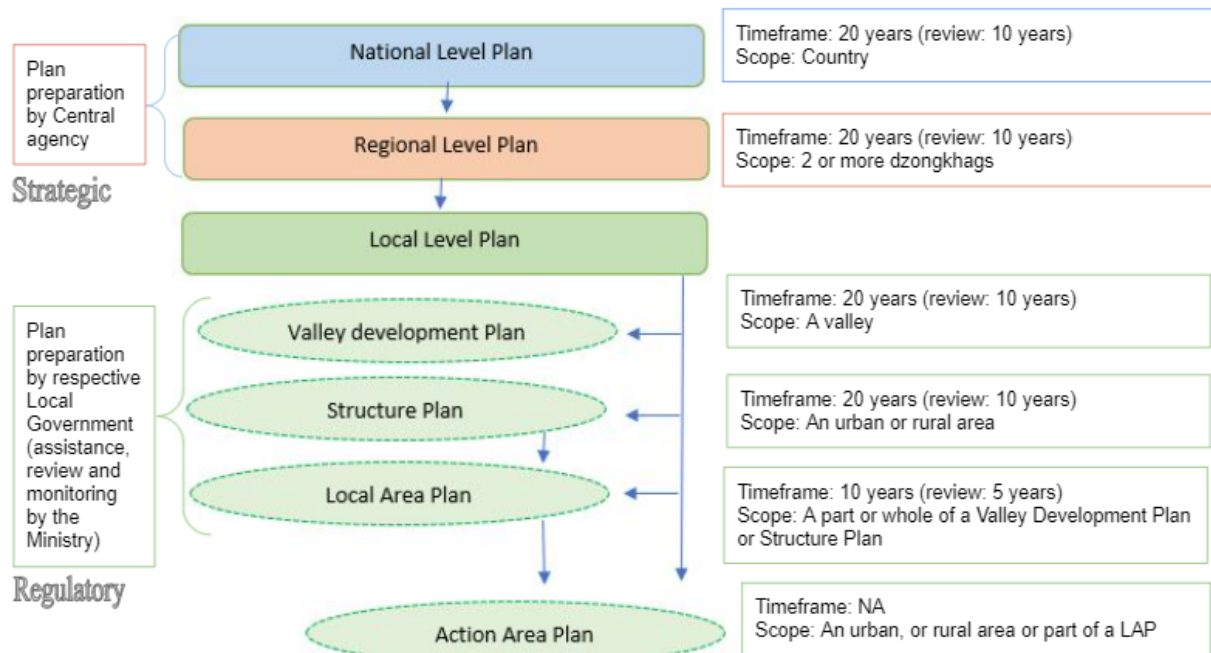 National Level Plan
Timeframe: 20 years (review: 10 years)
Scope: Country
Plan
preparation
by Central
agency
Strategic
Regional Level Plan
Timeframe: 20 years (review: 10 years)
Scope: 2 or more dzongkhags
Local Level Plan
Plan
preparation
by respective
Local
Government
(assistance,
review and
monitoring
by the
Ministry)
Regulatory
Valley development Plan
Timeframe: 20 years (review: 10 years)
Scope: A valley
Structure Plan
Timeframe: 20 years (review: 10 years)
Scope: An urban or rural area
Local Area Plan
Timeframe: 10 years (review: 5 years)
Scope: A part or whole of a Valley Development Plan
or Structure Plan
Action Area Plan
Timeframe: NA
Scope: An urban, or rural area or part of a LAP